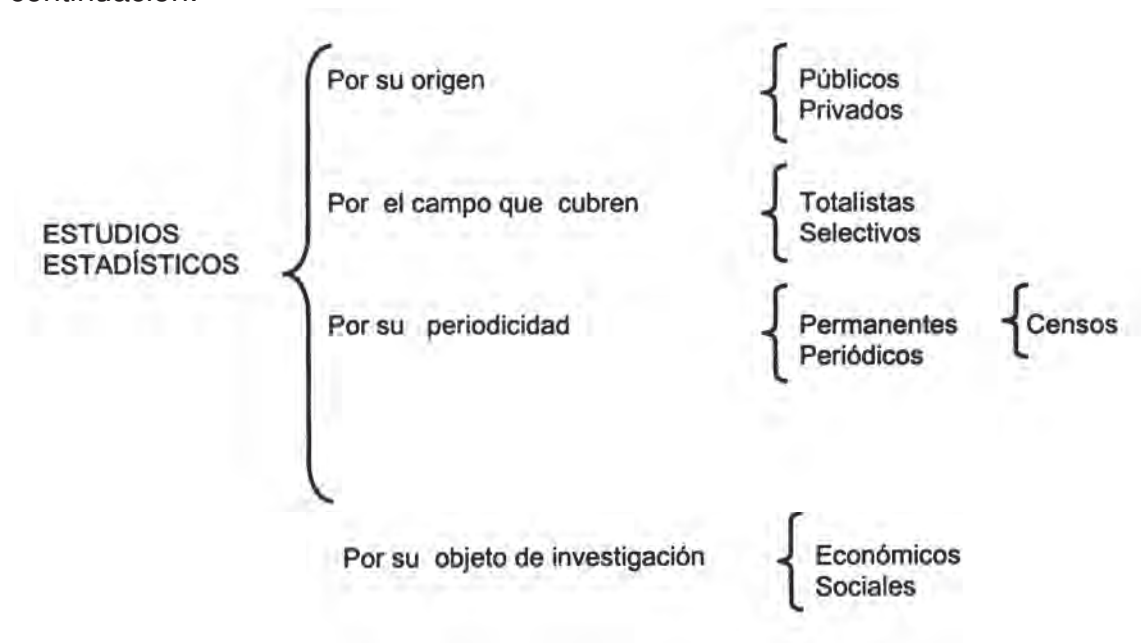 Por su origen
Públicos
Privados
Por el campo que cubren
Totalistas
Selectivos
ESTUDIOS
ESTADÍSTICOS
Por su periodicidad
Permanentes
Periódicos
Censos
Por su objeto de investigación
Económicos
Sociales